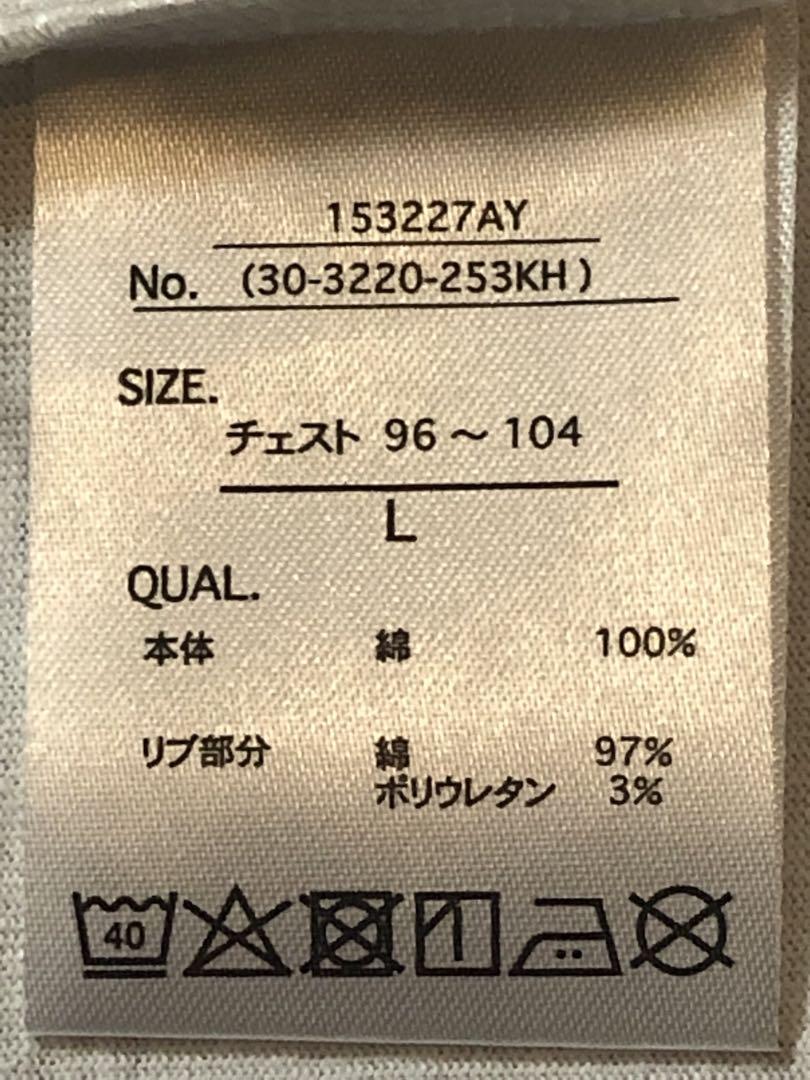 153227AY
No. (30-3220-253KH)
SIZE.
チェスト 96～104
L
QUAL.
本体 綿 100%
リブ部分 綿 97%
ポリウレタン 3%
40